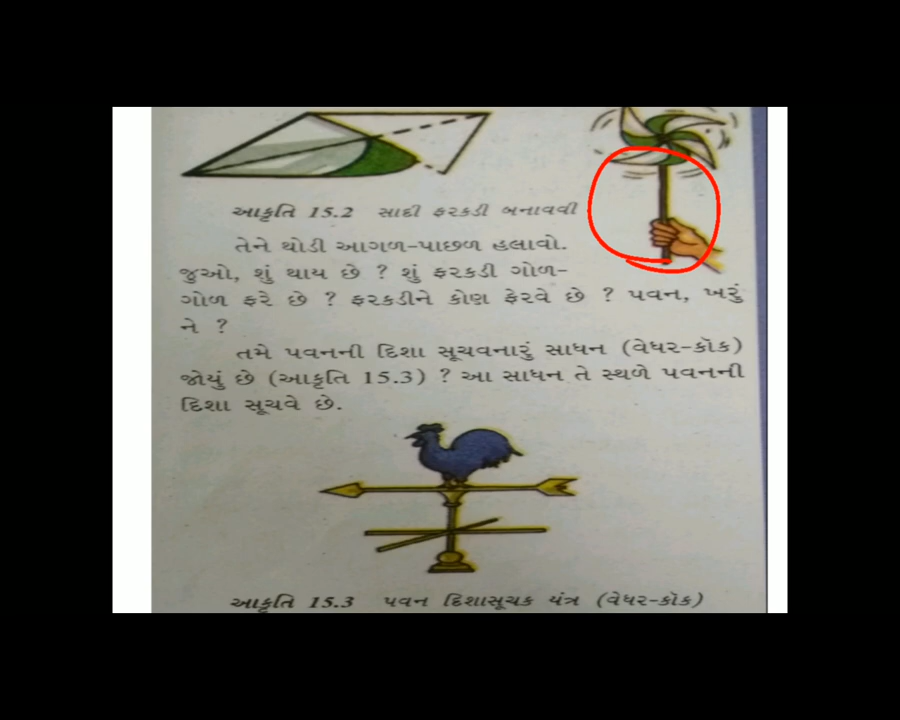 આકૃતિ 15.2 સાદી ફરકડી બનાવવી
તેને થોડી આગળ-પાછળ હલાવો.
જુઓ, શું થાય છે ? શું ફરકડી ગોળ-
ગોળ ફરે છે ? ફરકડીને કોણ ફેરવે છે ? પવન, ખરું
ને ?
તમે પવનની દિશા સૂચવનારું સાધન (વેધર-કૉક)
જોયું છે (આકૃતિ 15.3) ? આ સાધન તે સ્થળે પવનની
દિશા સૂચવે છે.
આકૃતિ 15.3 પવન દિશાસૂચક યંત્ર (વેધર-કૉક)